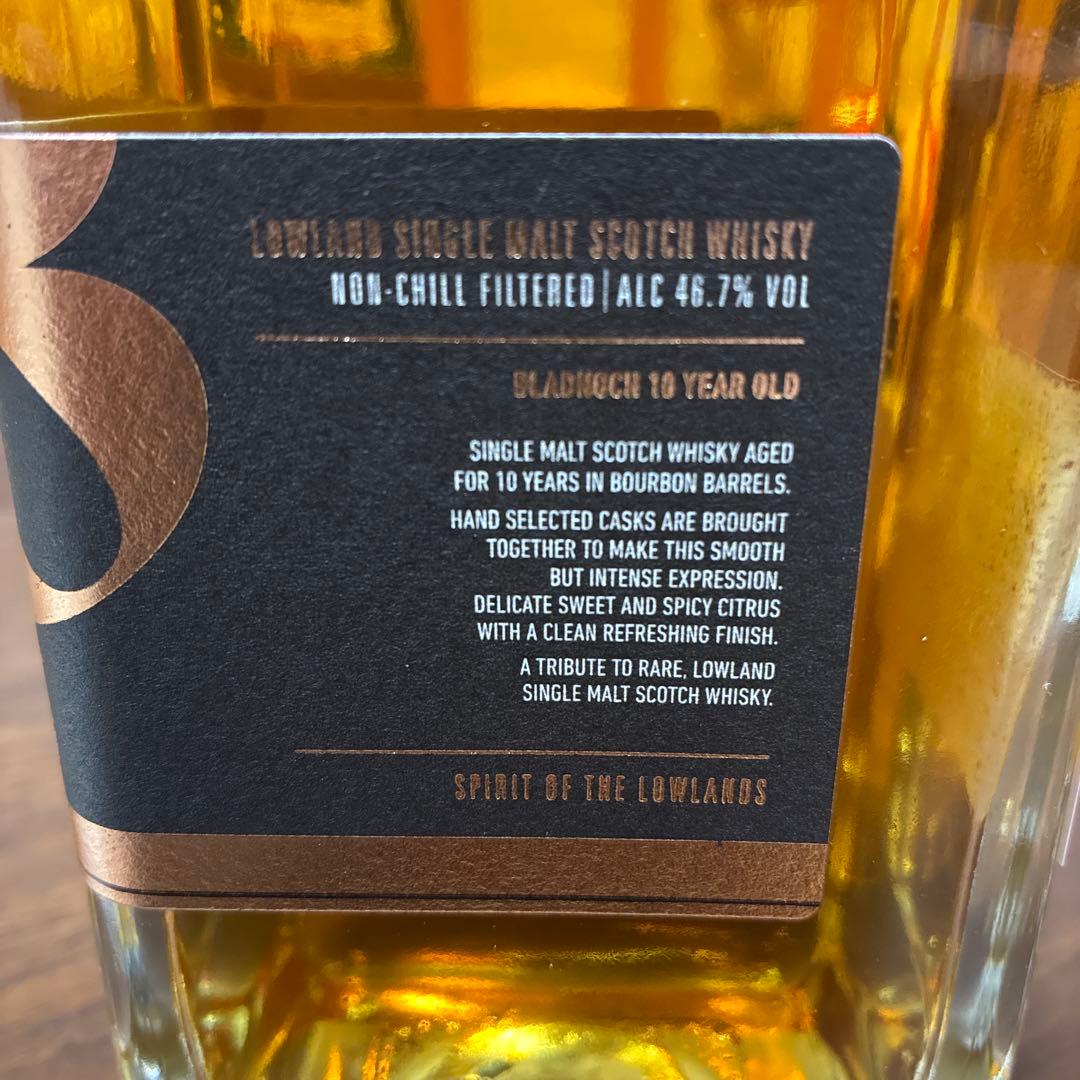 LOWLAND SINGLE MALT SCOTCH WHISKY
NON-CHILL FILTERED|ALC 46.7% VOL
BLADNOCH 10 YEAR OLD
SINGLE MALT SCOTCH WHISKY AGED
FOR 10 YEARS IN BOURBON BARRELS.
HAND SELECTED CASKS ARE BROUGHT
TOGETHER TO MAKE THIS SMOOTH
BUT INTENSE EXPRESSION.
DELICATE SWEET AND SPICY CITRUS
WITH A CLEAN REFRESHING FINISH.
A TRIBUTE TO RARE, LOWLAND
SINGLE MALT SCOTCH WHISKY.
SPIRIT OF THE LOWLANDS